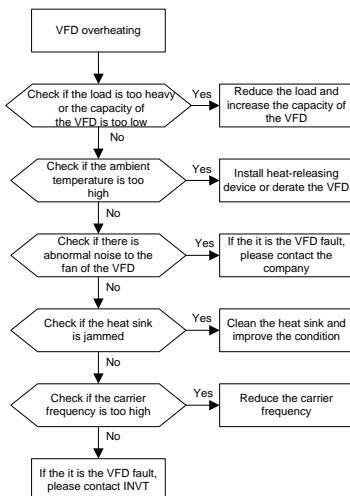 VFD overheating
Check if the load is too heavy
or the capacity of
the VFD is too low
Yes
Reduce the load and
increase the capacity of
the VFD
No
Check if the ambient
temperature is too
high
Yes
Install heat-releasing
device or derate the VFD
No
Check if there is
abnormal noise to the
fan of the VFD
Yes
If the it is the VFD fault,
please contact the
company
No
Check if the heat sink
is jammed
Yes
Clean the heat sink and
improve the condition
No
Check if the carrier
frequency is too high
Yes
Reduce the carrier
frequency
No
If the it is the VFD fault,
please contact INVT